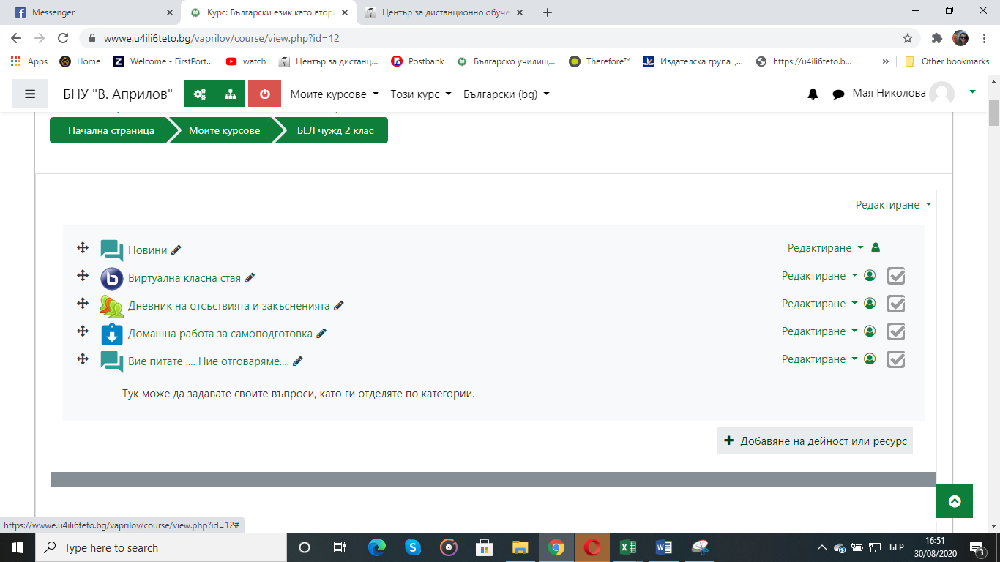 Messenger
Курс: Български език като втори
Център за дистанционно обуче
wwwe.u4ili6teto.bg/vaprilov/course/view.php?id=12
Apps Home Welcome - FirstPort... watch Център за дистанц... Postbank Българско училищ... Therefore™ Издателска група „... https://u4ili6teto.b... » Other bookmarks
БНУ "В. Априлов" Моите курсове Този курс Български (bg) Мая Николова
Начална страница Моите курсове БЕЛ чужд 2 клас
Редактиране
Новини Редактиране
Виртуална класна стая Редактиране
Дневник на отсъствията и закъсненията Редактиране
Домашна работа за самоподготовка Редактиране
Вие питате .... Ние отговаряме.... Редактиране
Тук може да задавате своите въпроси, като ги отделяте по категории.
Добавяне на дейност или ресурс
https://wwwe.u4ili6teto.bg/vaprilov/course/view.php?id=12#
Type here to search
БГР
16:51
30/08/2020
3